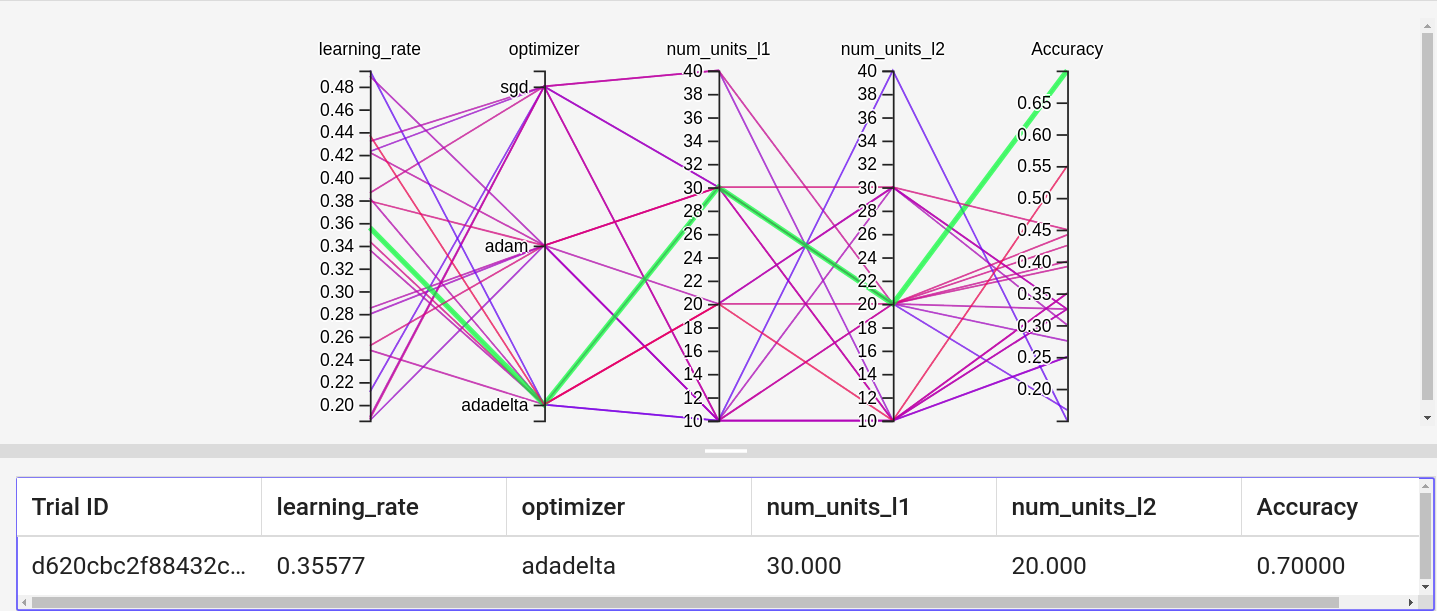 learning_rate optimizer num_units_l1 num_units_l2 Accuracy
0.48 0.46 0.44 0.42 0.40 0.38 0.36 0.34 0.32 0.30 0.28 0.26 0.24 0.22 0.20
sgd adam adadelta
40 38 36 34 32 30 28 26 24 22 20 18 16 14 12 10
40 38 36 34 32 30 28 26 24 22 20 18 16 14 12 10
0.65 0.60 0.55 0.50 0.45 0.40 0.35 0.30 0.25 0.20
Trial ID learning_rate optimizer num_units_l1 num_units_l2 Accuracy
d620cbc2f88432c... 0.35577 adadelta 30.000 20.000 0.70000